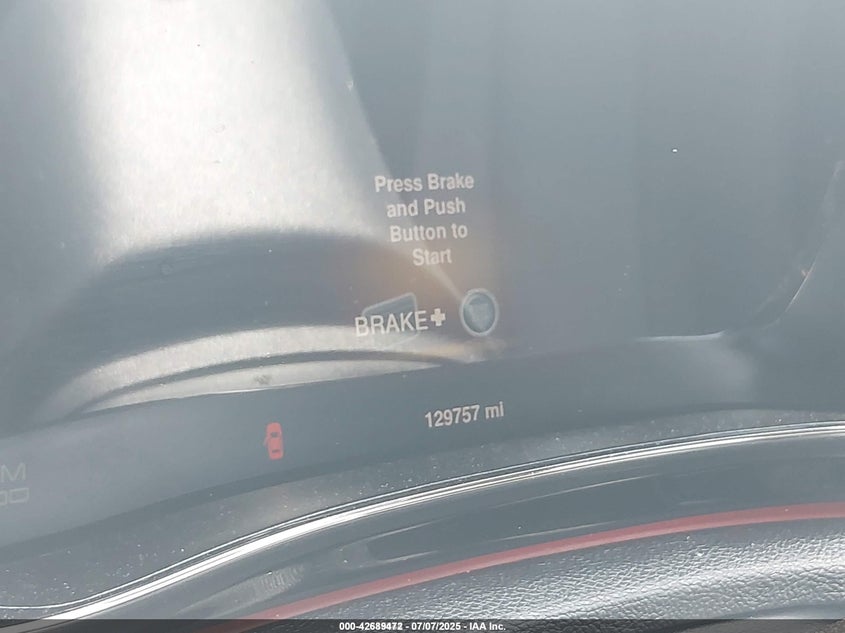 Press Brake
and Push
Button to
Start
BRAKE+
129757 mi
000-42689472 - 07/07/2025 - IAA Inc.